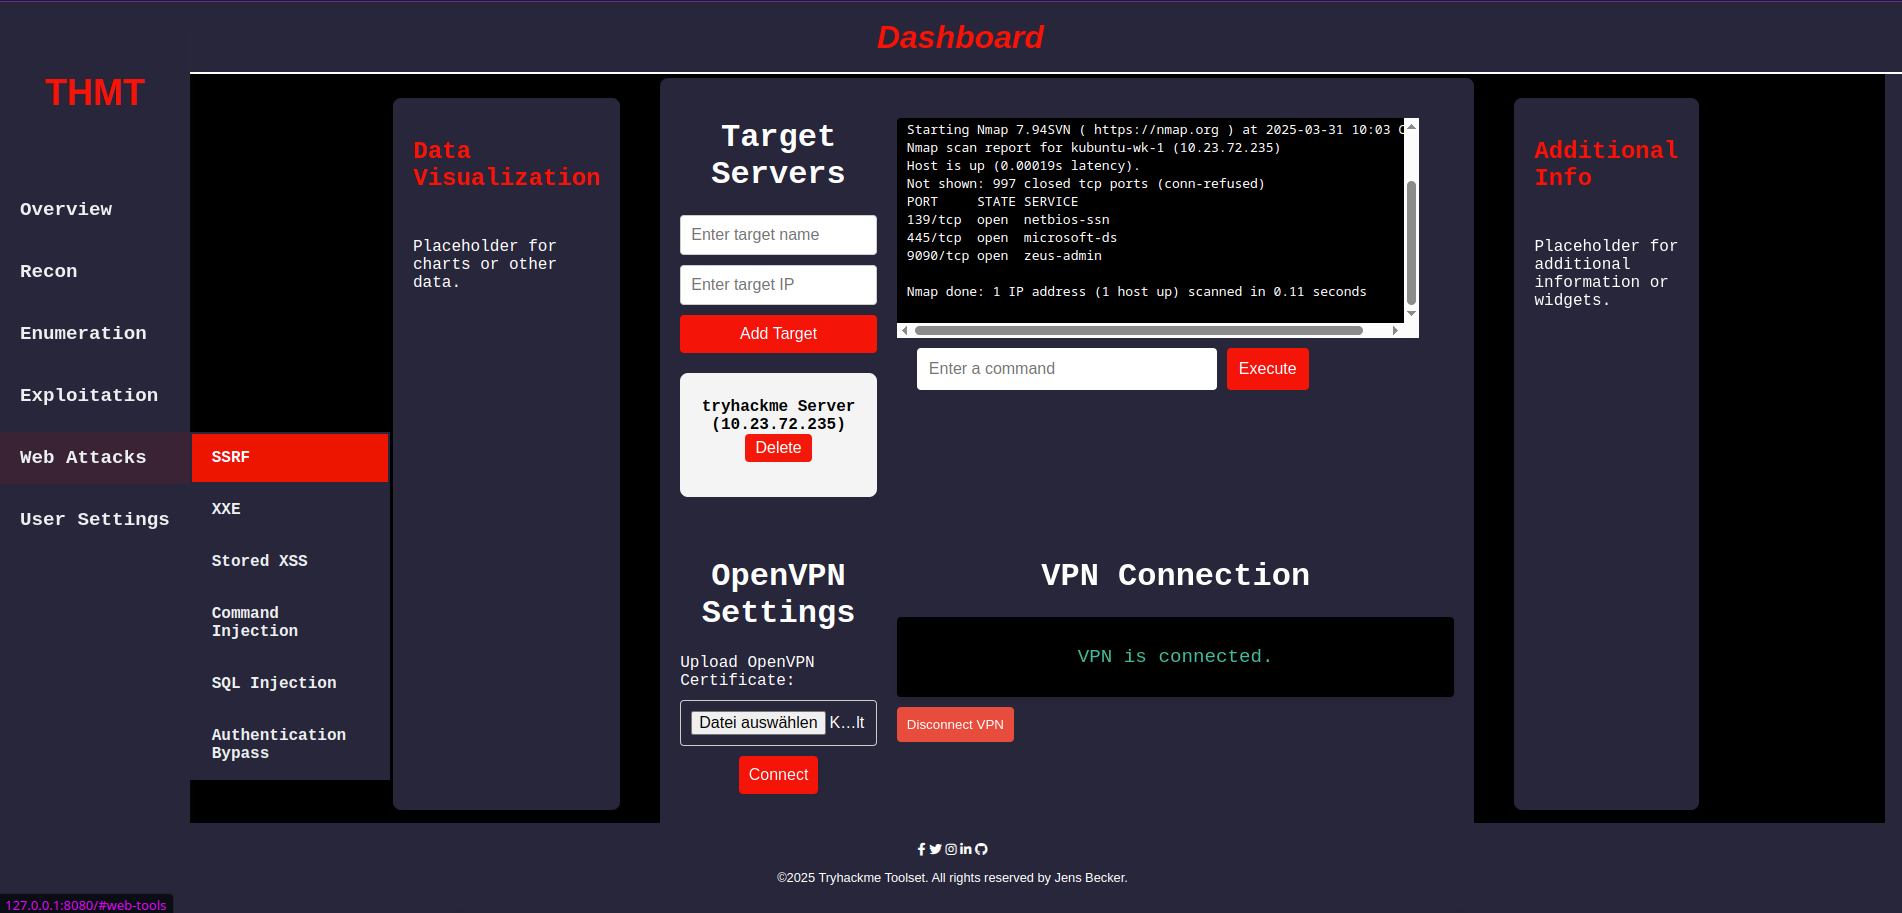 Dashboard
THMT
Overview
Recon
Enumeration
Exploitation
Web Attacks
User Settings
SSRF
XXE
Stored XSS
Command
Injection
SQL Injection
Authentication
Bypass
Data
Visualization
Placeholder for
charts or other
data.
Target
Servers
Enter target name
Enter target IP
Add Target
tryhackme Server
(10.23.72.235)
Delete
Starting Nmap 7.94SVN ( https://nmap.org ) at 2025-03-31 10:03 C
Nmap scan report for kubuntu-wk-1 (10.23.72.235)
Host is up (0.00019s latency).
Not shown: 997 closed tcp ports (conn-refused)
PORT     STATE SERVICE
139/tcp  open  netbios-ssn
445/tcp  open  microsoft-ds
9090/tcp open  zeus-admin
Nmap done: 1 IP address (1 host up) scanned in 0.11 seconds
Enter a command
Execute
OpenVPN
Settings
Upload OpenVPN
Certificate:
Datei auswählen K...lt
Connect
VPN Connection
VPN is connected.
Disconnect VPN
Additional
Info
Placeholder for
additional
information or
widgets.
©2025 Tryhackme Toolset. All rights reserved by Jens Becker.
127.0.0.1:8080/#web-tools